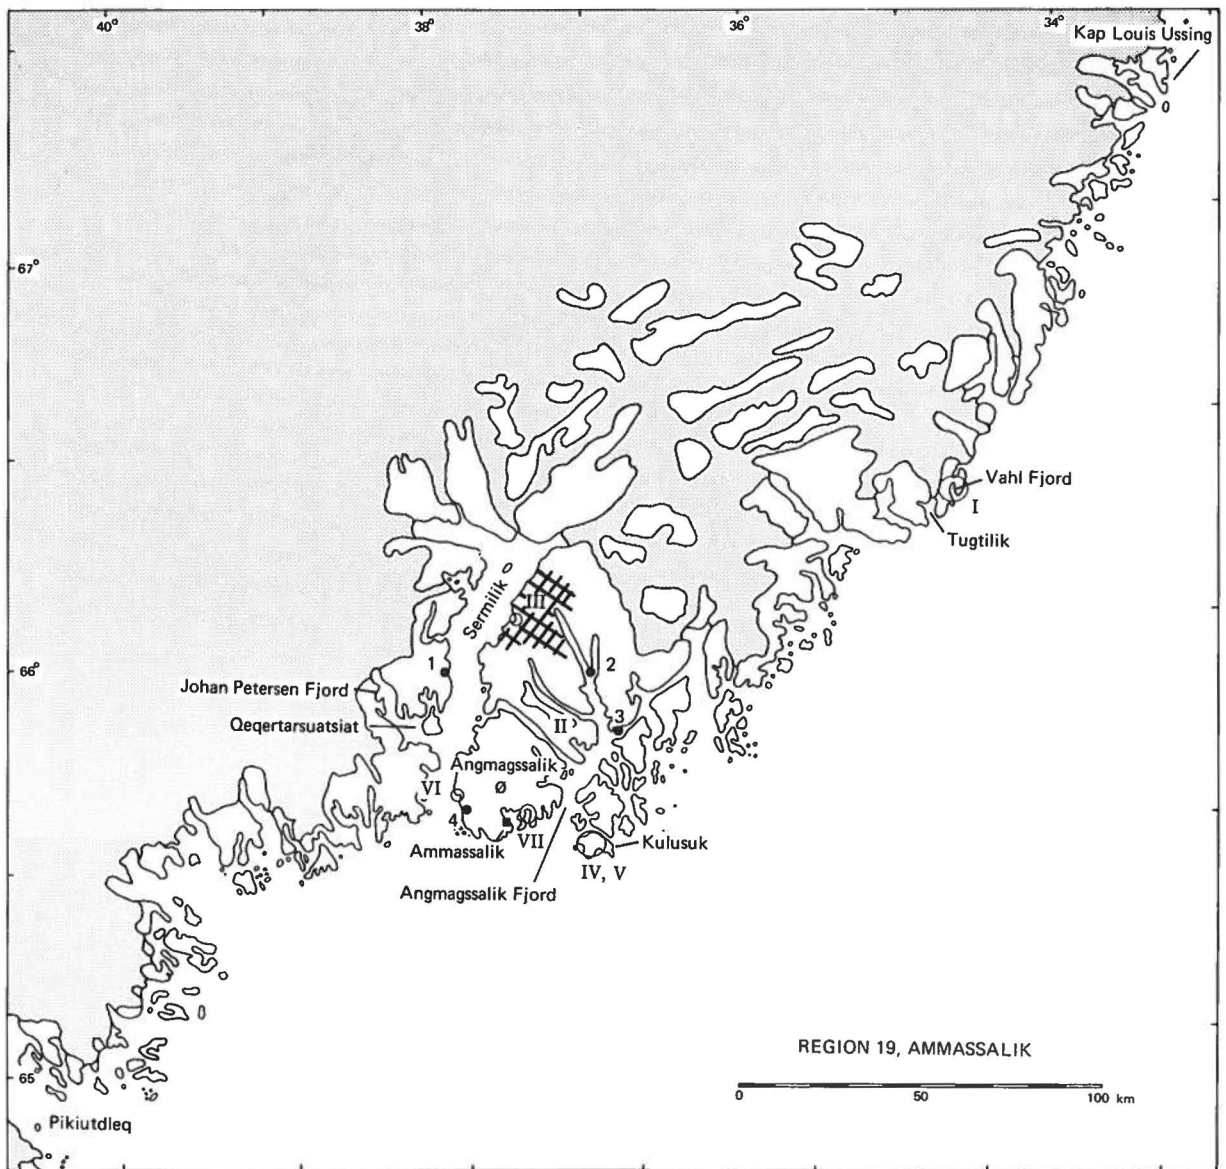 40°
38°
36°
34°
Kap Louis Ussing
67°
Vahl Fjord
I
Tugtilik
Sermilik
III
66°
1
2
Johan Petersen Fjord
Qeqertarsuatsiat
II
3
Angmagssalik
Ø
VI
4
VII
Ammassalik
Kulusuk
IV, V
Angmagssalik Fjord
REGION 19, AMMASSALIK
65
0 50 100 km
Pikiutdleq